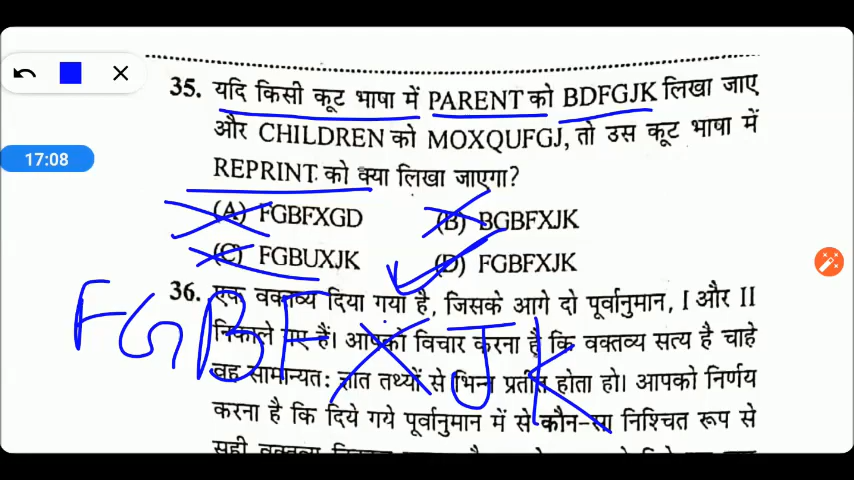 35. यदि किसी कूट भाषा में PARENT को BDFGJK लिखा जाए
और CHILDREN को MOXQUFGJ, तो उस कूट भाषा में
17:08
REPRINT को क्या लिखा जाएगा?
(A) FGBFXGD (B) BGBFXJK
(C) FGBUXJK (D) FGBFXJK
36. एक वक्तव्य दिया गया है, जिसके आगे दो पूर्वानुमान, I और II
FGBFXJK
निकाले गए हैं। आपको विचार करना है कि वक्तव्य सत्य है चाहे
वह सामान्यत: ज्ञात तथ्यों से भिन्न प्रतीत होता हो। आपको निर्णय
करना है कि दिये गये पूर्वानुमान में से कौन-सा निश्चित रूप से